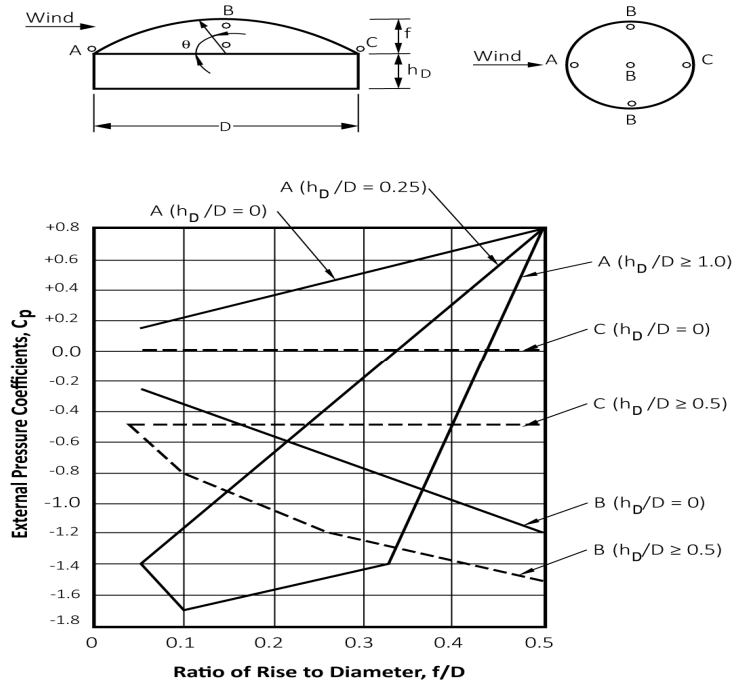 B
Wind
f
A
θ
C
hD
D
Wind
B
A
B
C
B
A (hD /D = 0.25)
A (hD /D = 0)
+0.8
+0.6
+0.4
+0.2
0.0
-0.2
-0.4
-0.6
-0.8
-1.0
-1.2
-1.4
-1.6
-1.8
External Pressure Coefficients, Cp
A (hD /D ≥ 1.0)
C (hD /D = 0)
C (hD /D ≥ 0.5)
B (hD/D = 0)
B (hD/D ≥ 0.5)
0 0.1 0.2 0.3 0.4 0.5
Ratio of Rise to Diameter, f/D